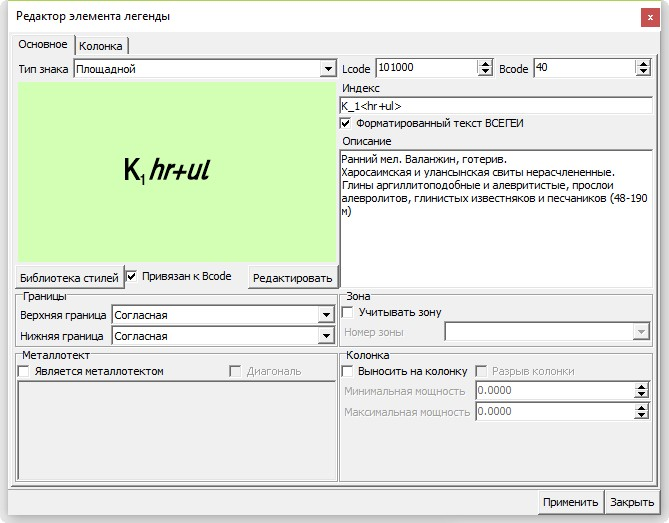 Редактор элемента легенды
x
Основное Колонка
Тип знака Площадной Lcode 101000 Bcode 40
Индекс
K_1<hr+ul>
Форматированный текст ВСЕГЕИ
Описание
Ранний мел. Валанжин, готерив.
Харосаимская и улансынская свиты нерасчлененные.
Глины аргиллитоподобные и алевритистые, прослои
алевролитов, глинистых известняков и песчаников (48-190
м)
K1 hr+ul
Библиотека стилей Привязан к Bcode Редактировать
Границы
Верхняя граница Согласная
Нижняя граница Согласная
Зона
Учитывать зону
Номер зоны
Металлотект
Является металлотектом Диагональ
Колонка
Выносить на колонку Разрыв колонки
Минимальная мощность 0.0000
Максимальная мощность 0.0000
Применить Закрыть